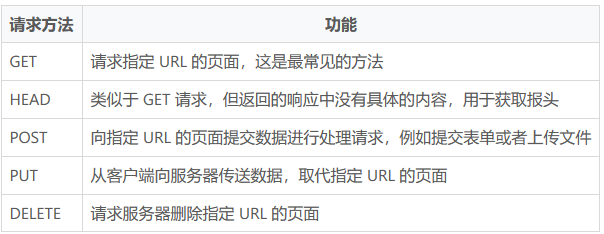 请求方法 功能
GET 请求指定 URL 的页面，这是最常见的方法
HEAD 类似于 GET 请求，但返回的响应中没有具体的内容，用于获取报头
POST 向指定 URL 的页面提交数据进行处理请求，例如提交表单或者上传文件
PUT 从客户端向服务器传送数据，取代指定 URL 的页面
DELETE 请求服务器删除指定 URL 的页面